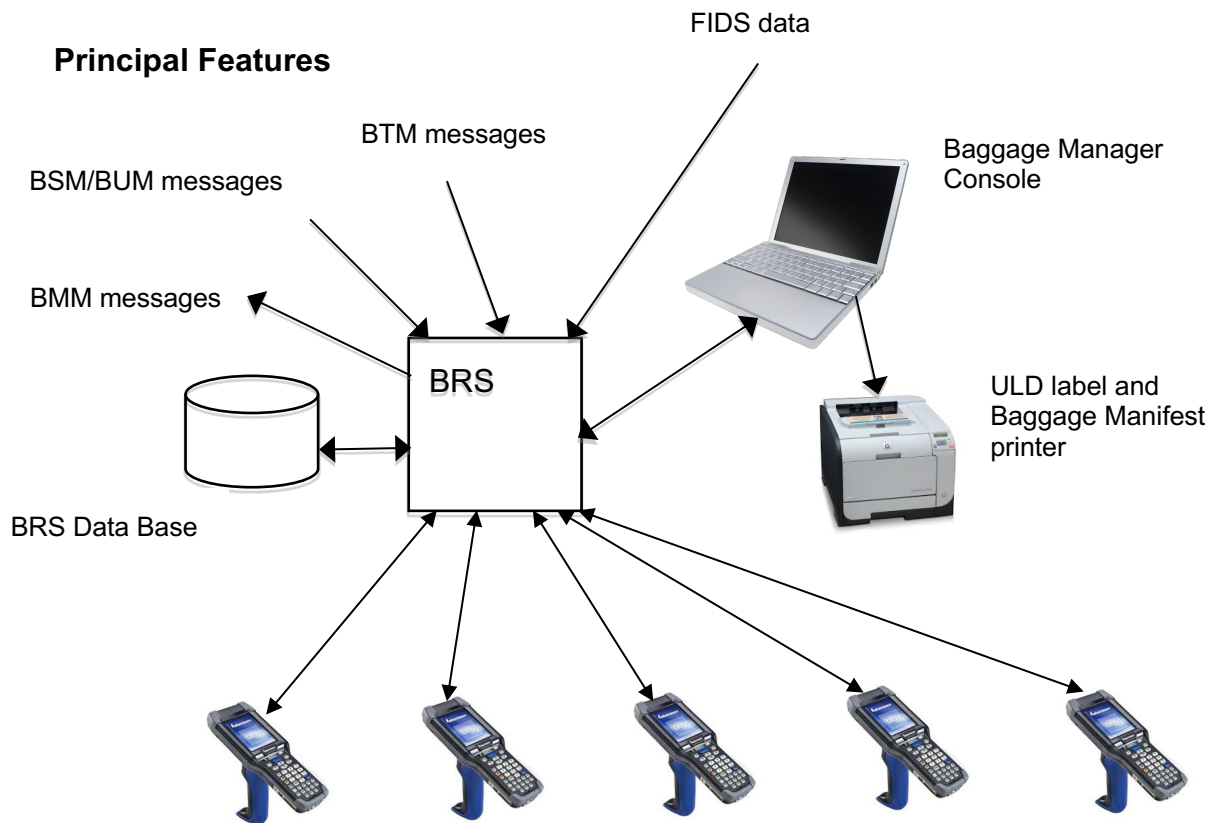 FIDS data
Principal Features
BTM messages
Baggage Manager
Console
BSM/BUM messages
BMM messages
BRS
ULD label and
Baggage Manifest
printer
BRS Data Base